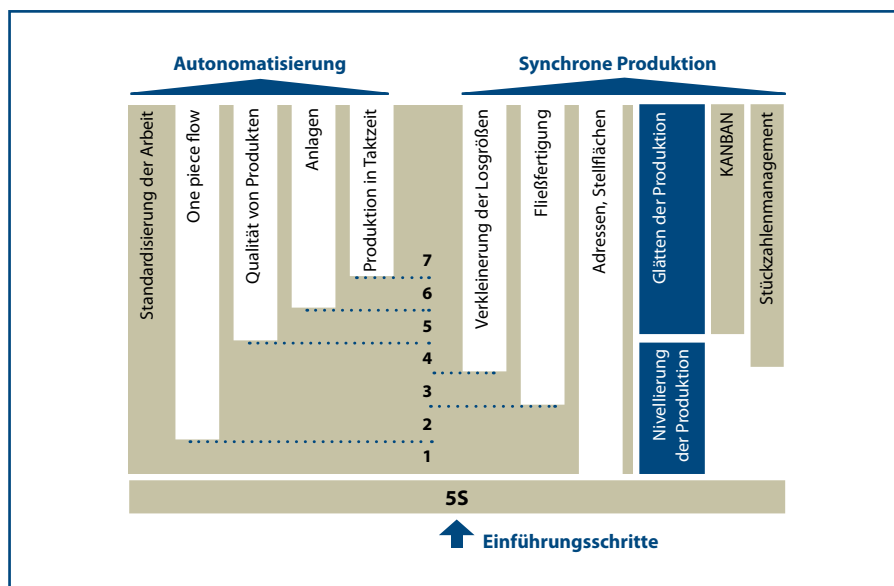 Autonomatisierung
Synchrone Produktion
Standardisierung der Arbeit
One piece flow
Qualität von Produkten
Anlagen
Produktion in Taktzeit
7
6
5
4
3
2
1
Verkleinerung der Losgrößen
Fließfertigung
Adressen, Stellflächen
Glätten der Produktion
Nivellierung
der Produktion
KANBAN
Stückzahlenmanagement
5S
Einführungsschritte